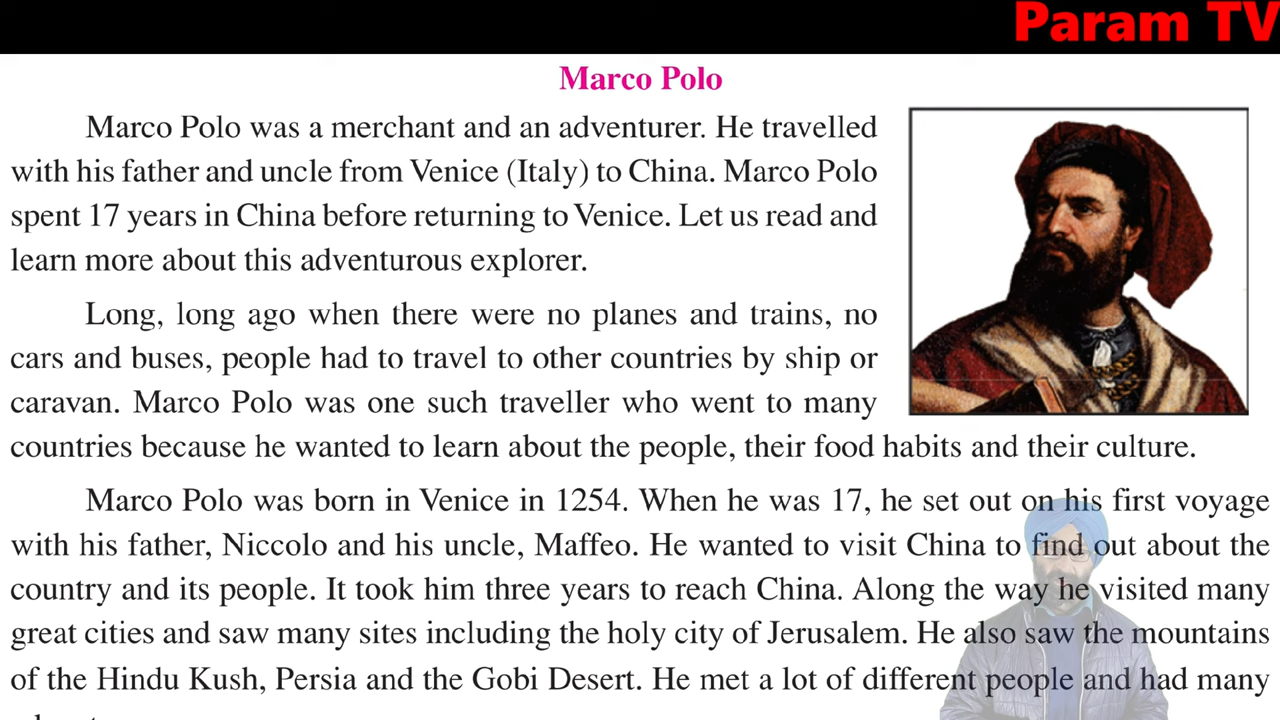 Param TV
Marco Polo
Marco Polo was a merchant and an adventurer. He travelled
with his father and uncle from Venice (Italy) to China. Marco Polo
spent 17 years in China before returning to Venice. Let us read and
learn more about this adventurous explorer.
Long, long ago when there were no planes and trains, no
cars and buses, people had to travel to other countries by ship or
caravan. Marco Polo was one such traveller who went to many
countries because he wanted to learn about the people, their food habits and their culture.
Marco Polo was born in Venice in 1254. When he was 17, he set out on his first voyage
with his father, Niccolo and his uncle, Maffeo. He wanted to visit China to find out about the
country and its people. It took him three years to reach China. Along the way he visited many
great cities and saw many sites including the holy city of Jerusalem. He also saw the mountains
of the Hindu Kush, Persia and the Gobi Desert. He met a lot of different people and had many